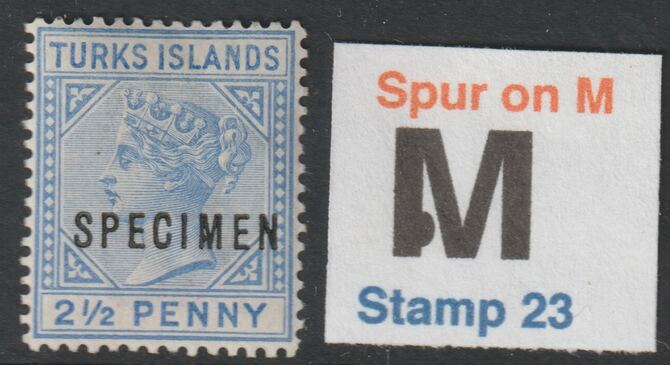 TURKS ISLANDS
SPECIMEN
2½ PENNY
Spur on M
M
Stamp 23